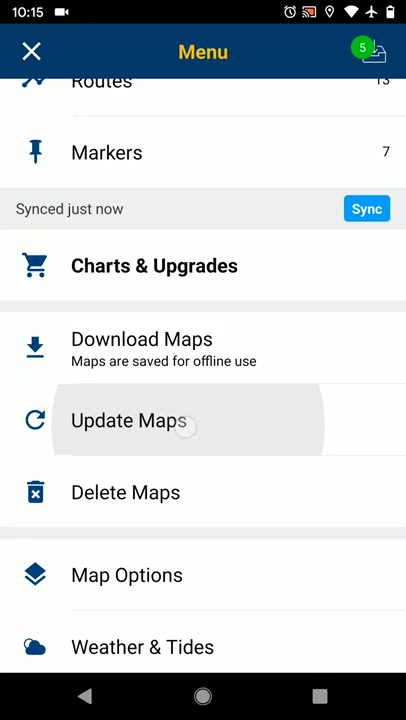 10:15
Menu
5
Routes
13
Markers
7
Synced just now
Sync
Charts & Upgrades
Download Maps
Maps are saved for offline use
Update Maps
Delete Maps
Map Options
Weather & Tides